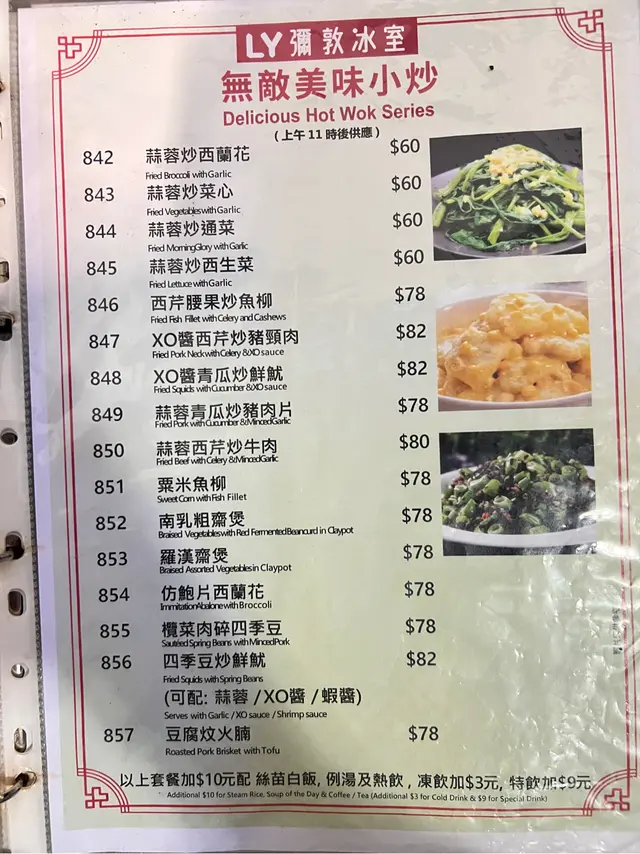 LY 彌敦冰室
無敵美味小炒
Delicious Hot Wok Series
(上午 11 時後供應)
842 蒜蓉炒西蘭花 $60
Fried Broccoli with Garlic
843 蒜蓉炒菜心 $60
Fried Vegetables with Garlic
844 蒜蓉炒通菜 $60
Fried Morning Glory with Garlic
845 蒜蓉炒西生菜 $60
Fried Lettuce with Garlic
846 西芹腰果炒魚柳 $78
Fried Fish Fillet with Celery and Cashews
847 XO醬西芹炒豬頸肉 $82
Fried Pork Neck with Celery & XO sauce
848 XO醬青瓜炒鮮魷 $82
Fried Squids with Cucumber & XO sauce
849 蒜蓉青瓜炒豬肉片 $78
Fried Pork with Cucumber & Minced Garlic
850 蒜蓉西芹炒牛肉 $80
Fried Beef with Celery & Minced Garlic
851 粟米魚柳 $78
Sweet Corn with Fish Fillet
852 南乳粗齋煲 $78
Braised Vegetables with Red Fermented Beancurd in Claypot
853 羅漢齋煲 $78
Braised Assorted Vegetables in Claypot
854 仿鮑片西蘭花 $78
Immitation Abalone with Broccoli
855 欖菜肉碎四季豆 $78
Sautéed Spring Beans with Minced Pork
856 四季豆炒鮮魷 $82
Fried Squids with Spring Beans
(可配: 蒜蓉 / XO醬 / 蝦醬)
Serves with Garlic / XO sauce / Shrimp sauce
857 豆腐炆火腩 $78
Roasted Pork Brisket with Tofu
以上套餐加$10元配 絲苗白飯, 例湯及熱飲 , 凍飲加$3元, 特飲加$9元
Additional $10 for Steam Rice, Soup of the Day & Coffee / Tea (Additional $3 for Cold Drink & $9 for Special Drink)